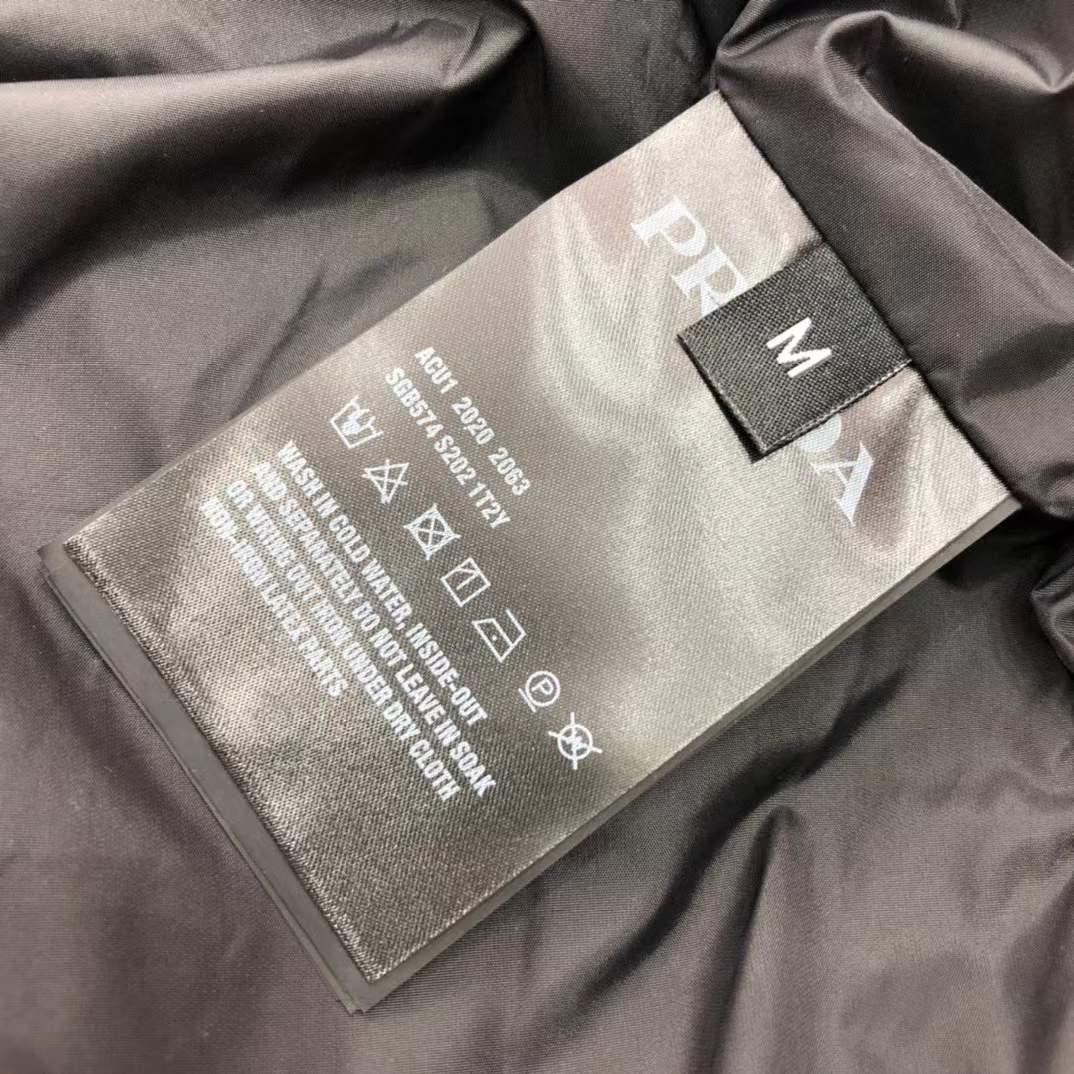 PRADA
M
ACU1 2020 2063
SGB574 S202 1T2Y
P
WASH IN COLD WATER, INSIDE-OUT
AND SEPARATELY DO NOT LEAVE IN SOAK
OR WRING-OUT IRON UNDER DRY CLOTH
NON-IRON LATEX PARTS